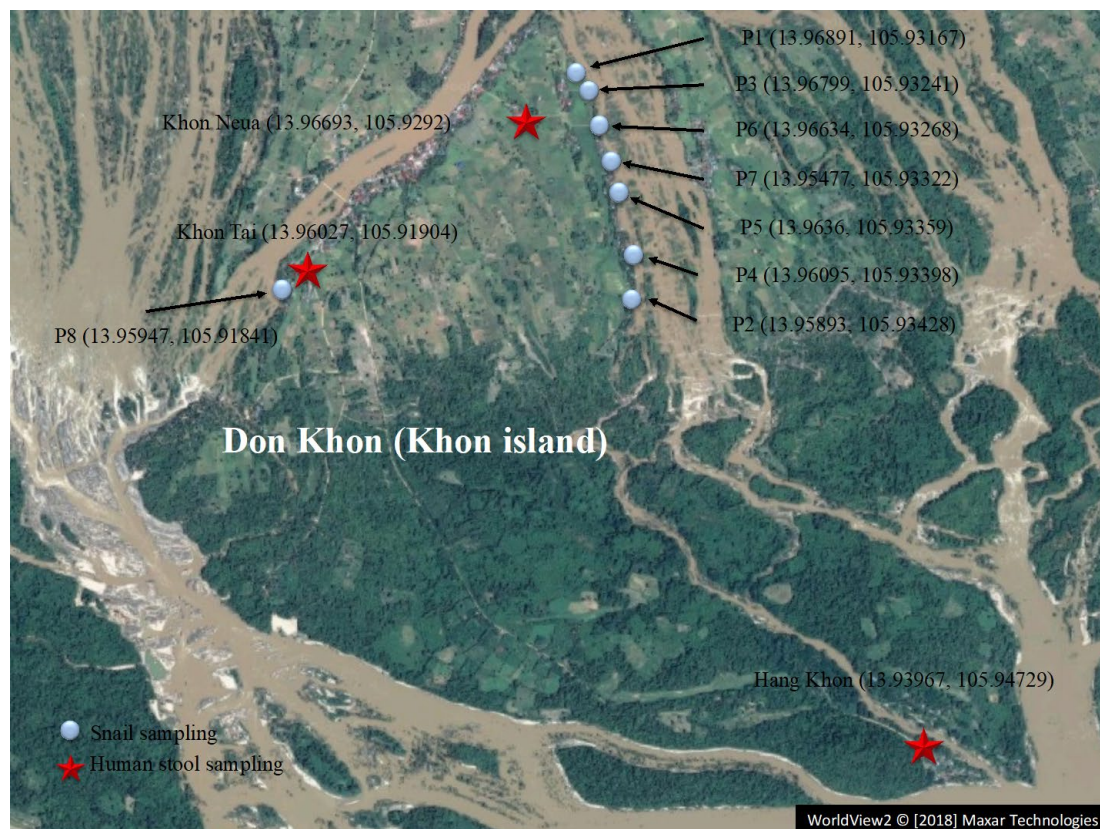 P1 (13.96891, 105.93167)
P3 (13.96799, 105.93241)
Khon Neua (13.96693, 105.9292)
P6 (13.96634, 105.93268)
P7 (13.95477, 105.93322)
Khon Tai (13.96027, 105.91904)
P5 (13.9636, 105.93359)
P4 (13.96095, 105.93398)
P8 (13.95947, 105.91841)
P2 (13.95893, 105.93428)
Don Khon (Khon island)
Hang Khon (13.93967, 105.94729)
Snail sampling
Human stool sampling
WorldView2 © [2018] Maxar Technologies